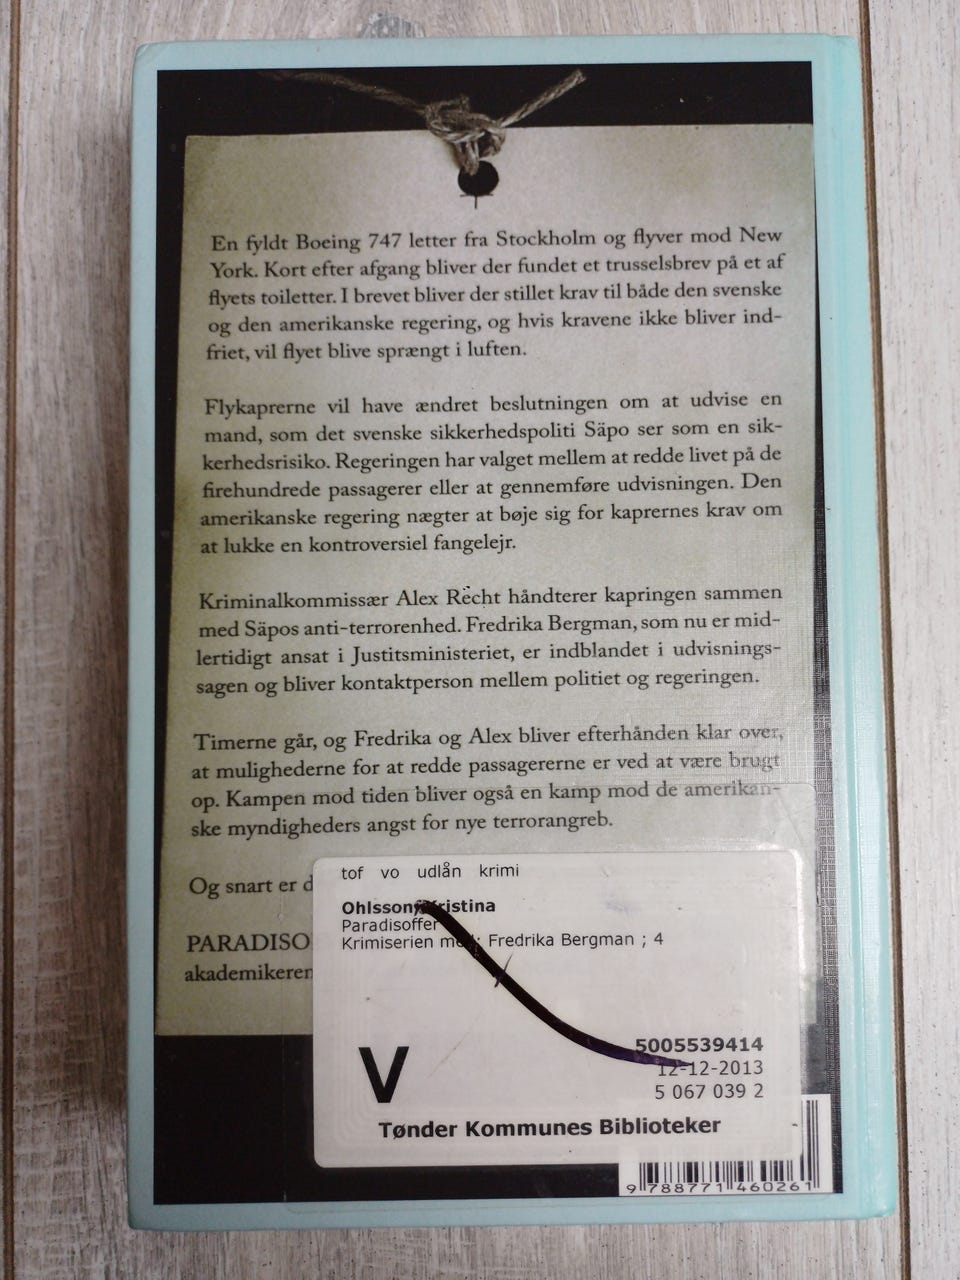 En fyldt Boeing 747 letter fra Stockholm og flyver mod New
York. Kort efter afgang bliver der fundet et trusselsbrev på et af
flyets toiletter. I brevet bliver der stillet krav til både den svenske
og den amerikanske regering, og hvis kravene ikke bliver ind-
friet, vil flyet blive sprængt i luften.
Flykaprerne vil have ændret beslutningen om at udvise en
mand, som det svenske sikkerhedspoliti Säpo ser som en sik-
kerhedsrisiko. Regeringen har valget mellem at redde livet på de
firehundrede passagerer eller at gennemføre udvisningen. Den
amerikanske regering nægter at bøje sig for kaprernes krav om
at lukke en kontroversiel fangelejr.
Kriminalkommissær Alex Recht håndterer kapringen sammen
med Säpos anti-terrorenhed. Fredrika Bergman, som nu er mid-
lertidigt ansat i Justitsministeriet, er indblandet i udvisnings-
sagen og bliver kontaktperson mellem politiet og regeringen.
Timerne går, og Fredrika og Alex bliver efterhånden klar over,
at mulighederne for at redde passagererne er ved at være brugt
op. Kampen mod tiden bliver også en kamp mod de amerikan-
ske myndigheders angst for nye terrorangreb.
Og snart er d
PARADISO
akademikeren
tof vo udlån krimi
Ohlsson, Kristina
Paradisoffer
Krimiserien med: Fredrika Bergman ; 4
5005539414
12-12-2013
V
5 067 039 2
Tønder Kommunes Biblioteker
9 788771 460261